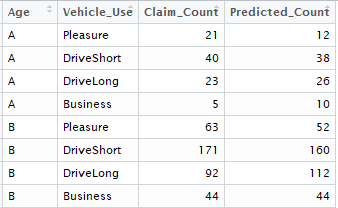 Age Vehicle_Use Claim_Count Predicted_Count
A Pleasure 21 12
A DriveShort 40 38
A DriveLong 23 26
A Business 5 10
B Pleasure 63 52
B DriveShort 171 160
B DriveLong 92 112
B Business 44 44